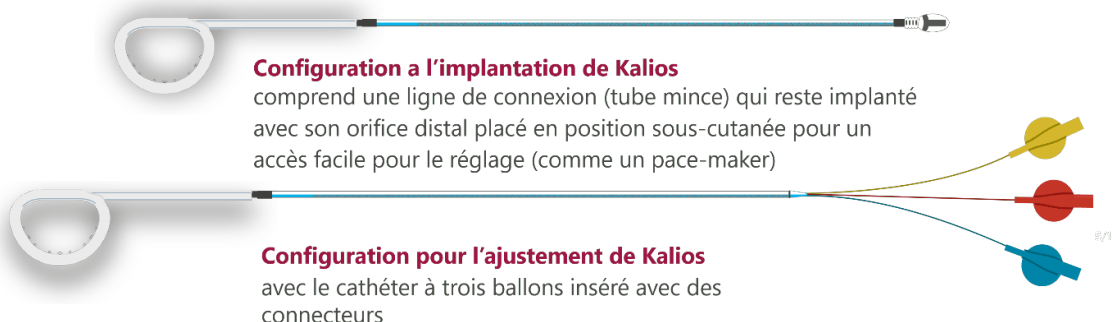 Configuration a l'implantation de Kalios
comprend une ligne de connexion (tube mince) qui reste implanté
avec son orifice distal placé en position sous-cutanée pour un
accès facile pour le réglage (comme un pace-maker)
Configuration pour l'ajustement de Kalios
avec le cathéter à trois ballons inséré avec des
connecteurs